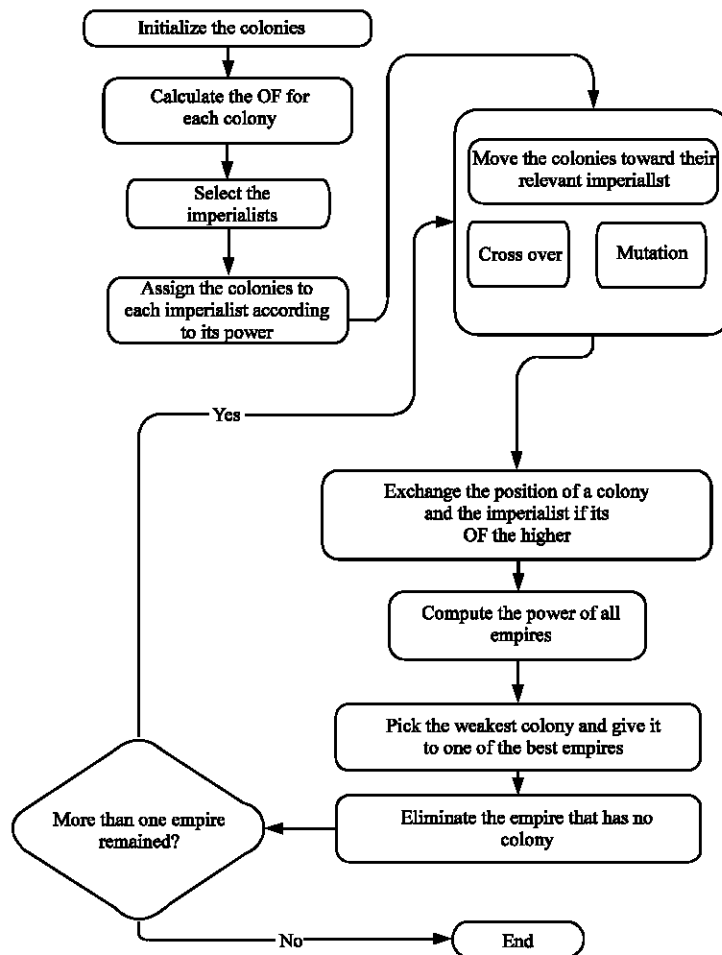 Initialize the colonies
Calculate the OF for
each colony
Select the
imperialists
Assign the colonies to
each imperialist according
to its power
Move the colonies toward their
relevant imperialist
Cross over
Mutation
Yes
Exchange the position of a colony
and the imperialist if its
OF the higher
Compute the power of all
empires
Pick the weakest colony and give it
to one of the best empires
Eliminate the empire that has no
colony
More than one empire
remained?
No
End